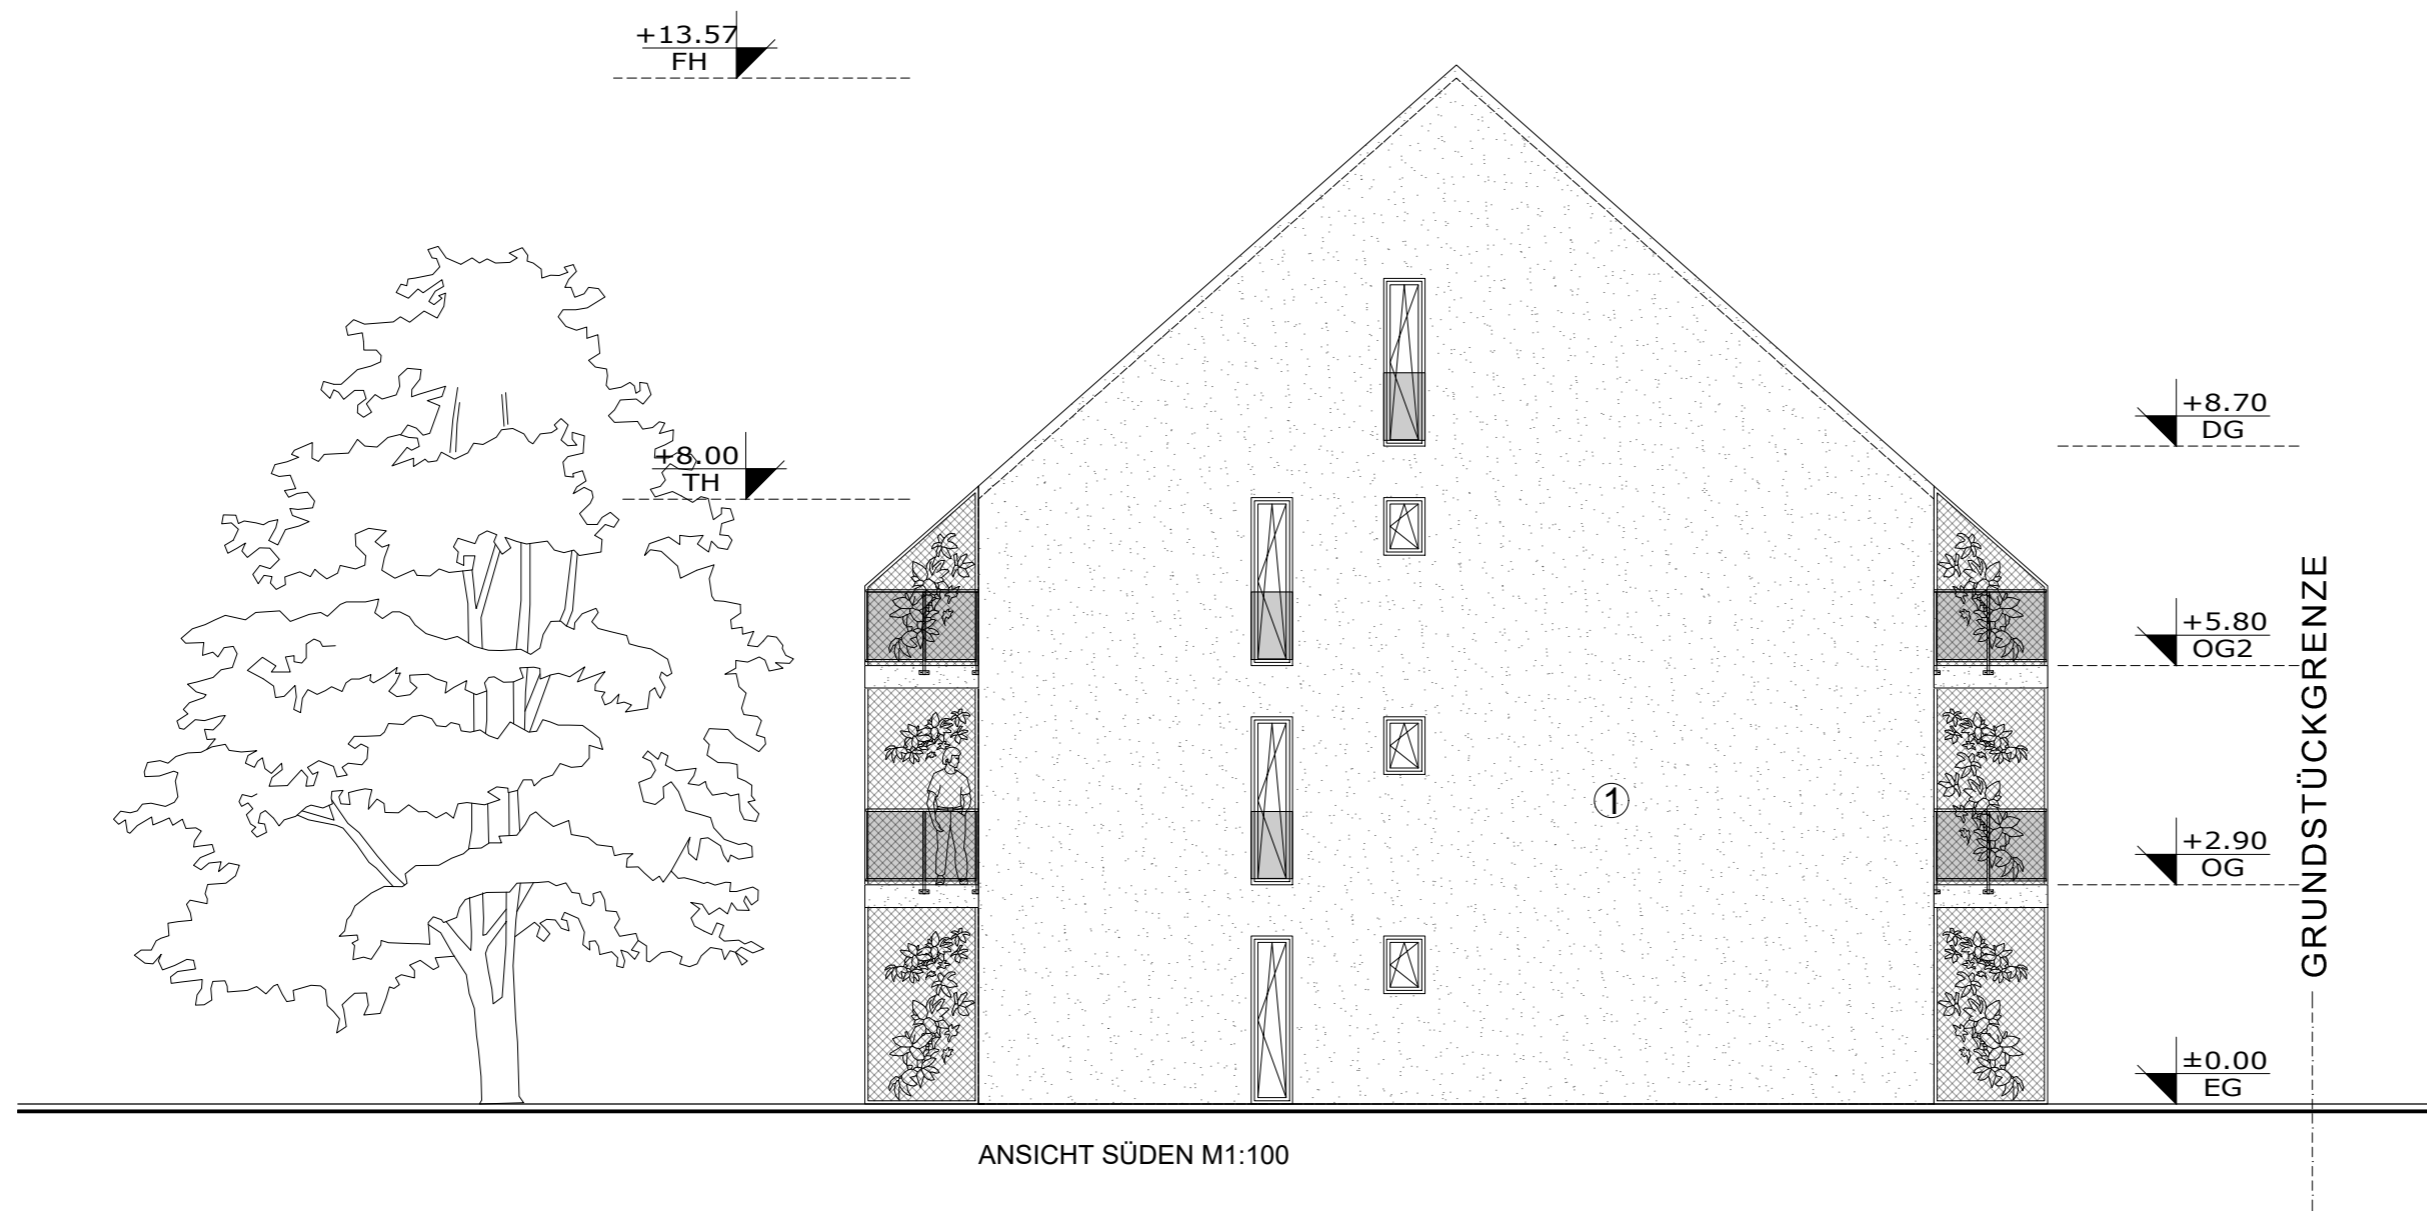 +13.57
FH
+8.00
TH
+8.70
DG
+5.80
OG2
+2.90
OG
±0.00
EG
GRUNDSTÜCKGRENZE
1
ANSICHT SÜDEN M1:100